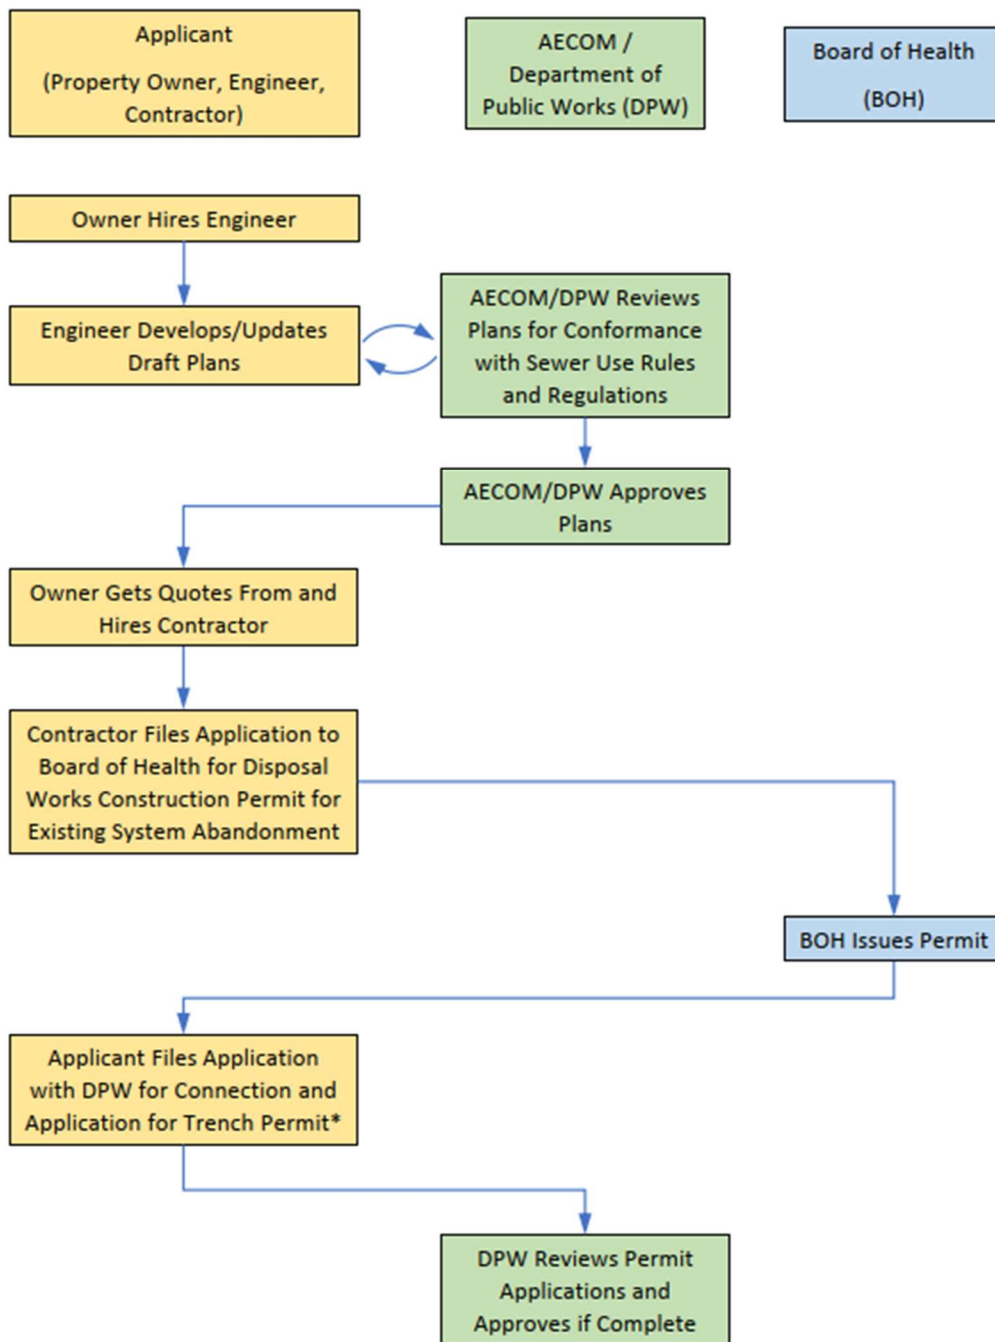 Applicant
(Property Owner, Engineer,
Contractor)
AECOM /
Department of
Public Works (DPW)
Board of Health
(BOH)
Owner Hires Engineer
Engineer Develops/Updates
Draft Plans
AECOM/DPW Reviews
Plans for Conformance
with Sewer Use Rules
and Regulations
AECOM/DPW Approves
Plans
Owner Gets Quotes From and
Hires Contractor
Contractor Files Application to
Board of Health for Disposal
Works Construction Permit for
Existing System Abandonment
BOH Issues Permit
Applicant Files Application
with DPW for Connection and
Application for Trench Permit*
DPW Reviews Permit
Applications and
Approves if Complete